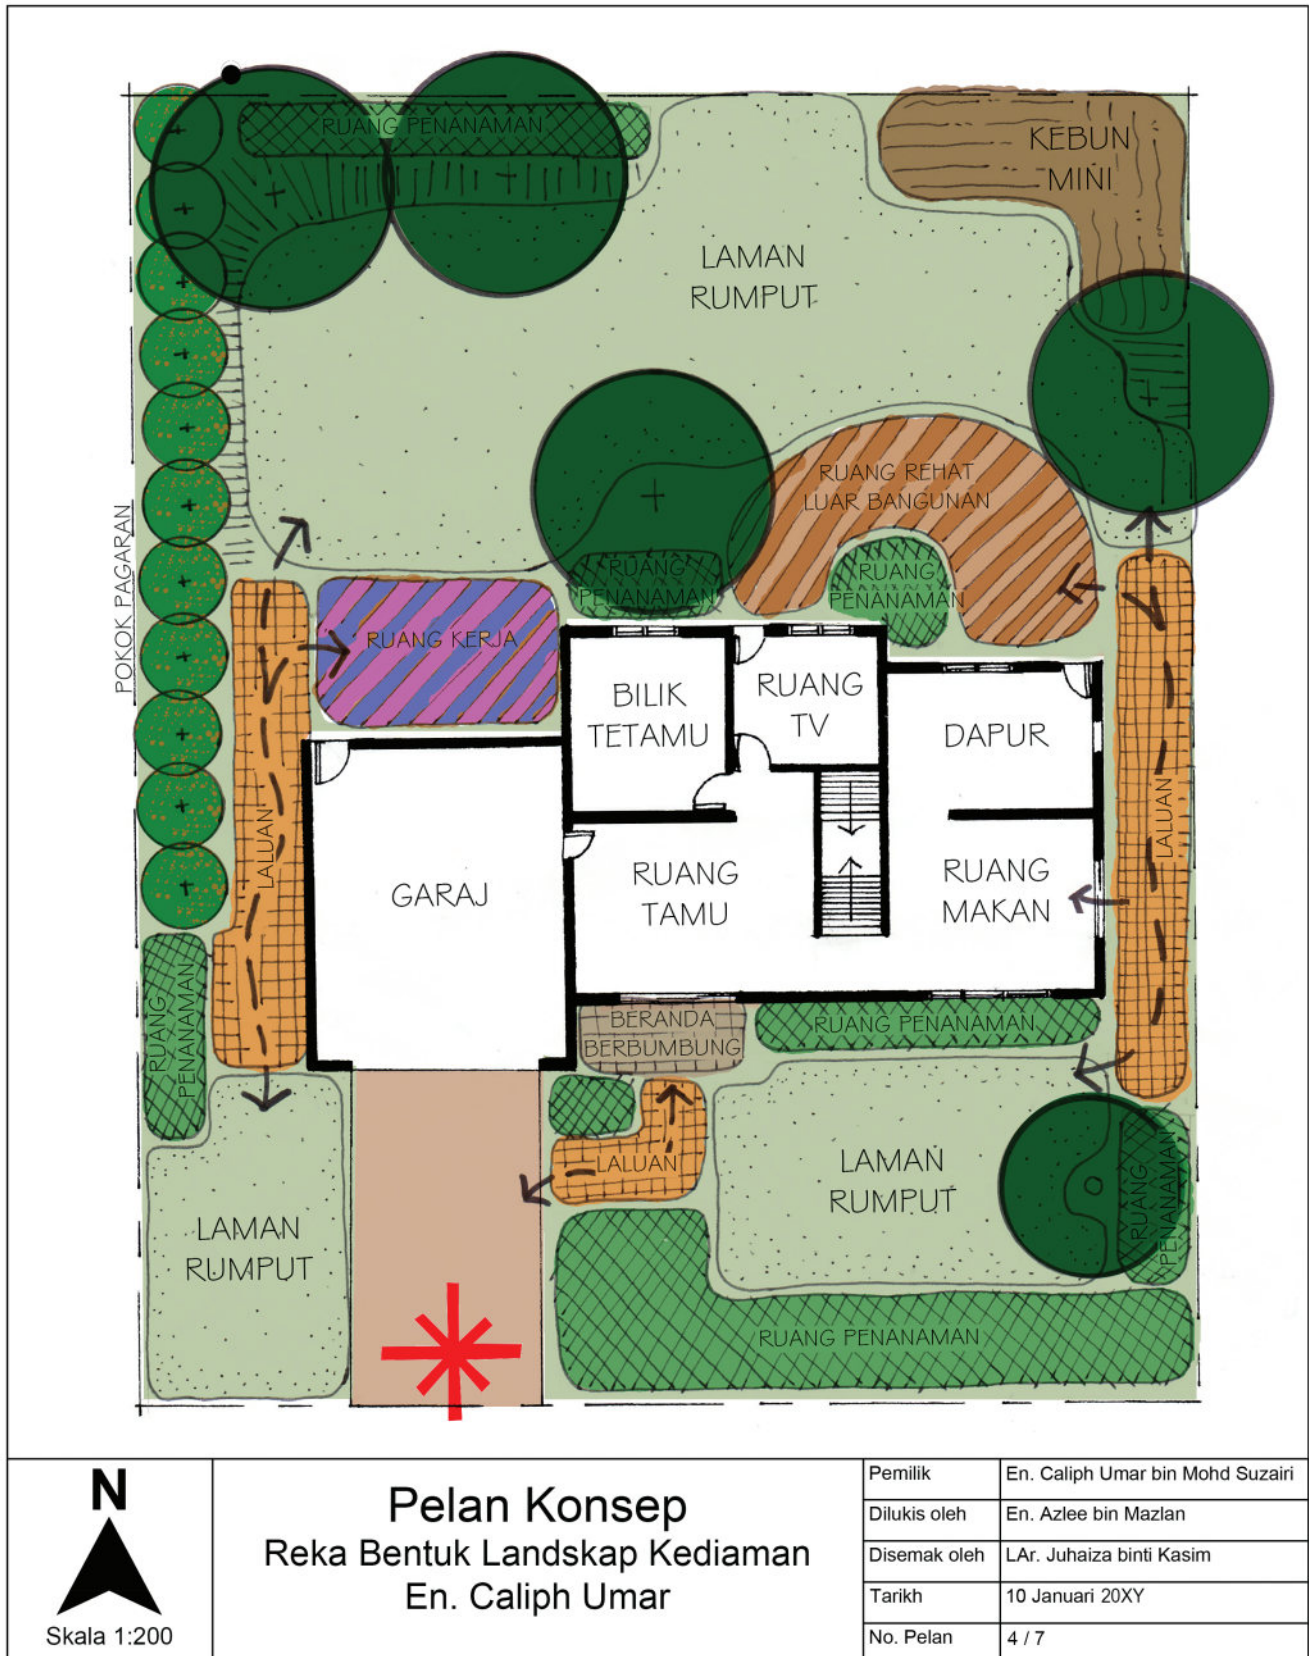 RUANG PENANAMAN
KEBUN
MINI
LAMAN
RUMPUT
POKOK PAGARAN
RUANG REHAT
LUAR BANGUNAN
RUANG
PENANAMAN
RUANG
PENANAMAN
RUANG KERJA
BILIK
TETAMU
RUANG
TV
DAPUR
LALUAN
LALUAN
GARAJ
RUANG
TAMU
RUANG
MAKAN
RUANG
PENANAMAN
BERANDA
BERBUMBUNG
RUANG PENANAMAN
LALUAN
LAMAN
RUMPUT
RUANG
PENANAMAN
LAMAN
RUMPUT
RUANG PENANAMAN
N
Skala 1:200
Pelan Konsep
Reka Bentuk Landskap Kediaman
En. Caliph Umar
Pemilik En. Caliph Umar bin Mohd Suzairi
Dilukis oleh En. Azlee bin Mazlan
Disemak oleh LAr. Juhaiza binti Kasim
Tarikh 10 Januari 20XY
No. Pelan 4 / 7